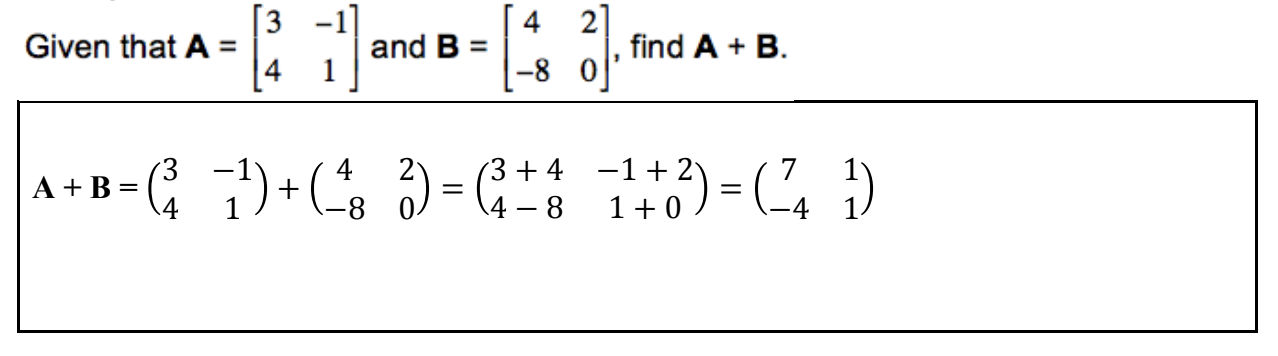 Given that A = [3 −1; 4 1] and B = [4 2; −8 0], find A + B.
A + B = (3 −1; 4 1) + (4 2; −8 0) = (3 + 4 −1 + 2; 4 − 8 1 + 0) = (7 1; −4 1)